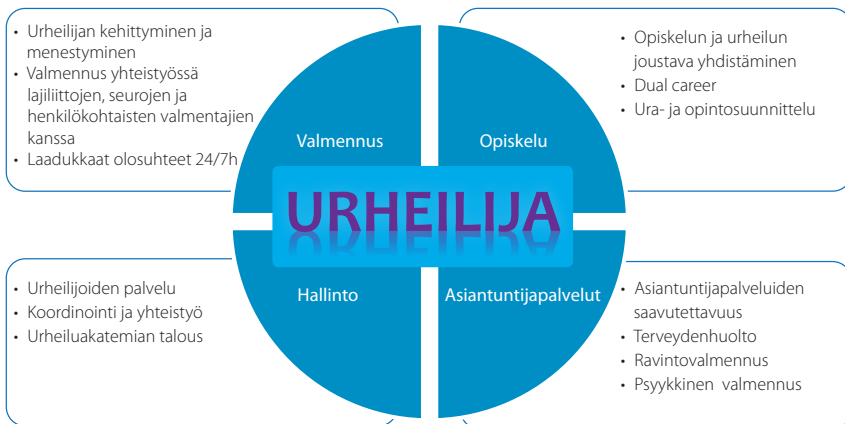 • Urheilijan kehittyminen ja
menestyminen
• Valmennus yhteistyössä
lajiliittojen, seurojen ja
henkilökohtaisten valmentajien
kanssa
• Laadukkaat olosuhteet 24/7h
Valmennus
Opiskelu
• Opiskelun ja urheilun
joustava yhdistäminen
• Dual career
• Ura- ja opintosuunnittelu
URHEILIJA
• Urheilijoiden palvelu
• Koordinointi ja yhteistyö
• Urheiluakatemian talous
Hallinto
Asiantuntijapalvelut
• Asiantuntijapalveluiden
saavutettavuus
• Terveydenhuolto
• Ravintovalmennus
• Psyykkinen valmennus